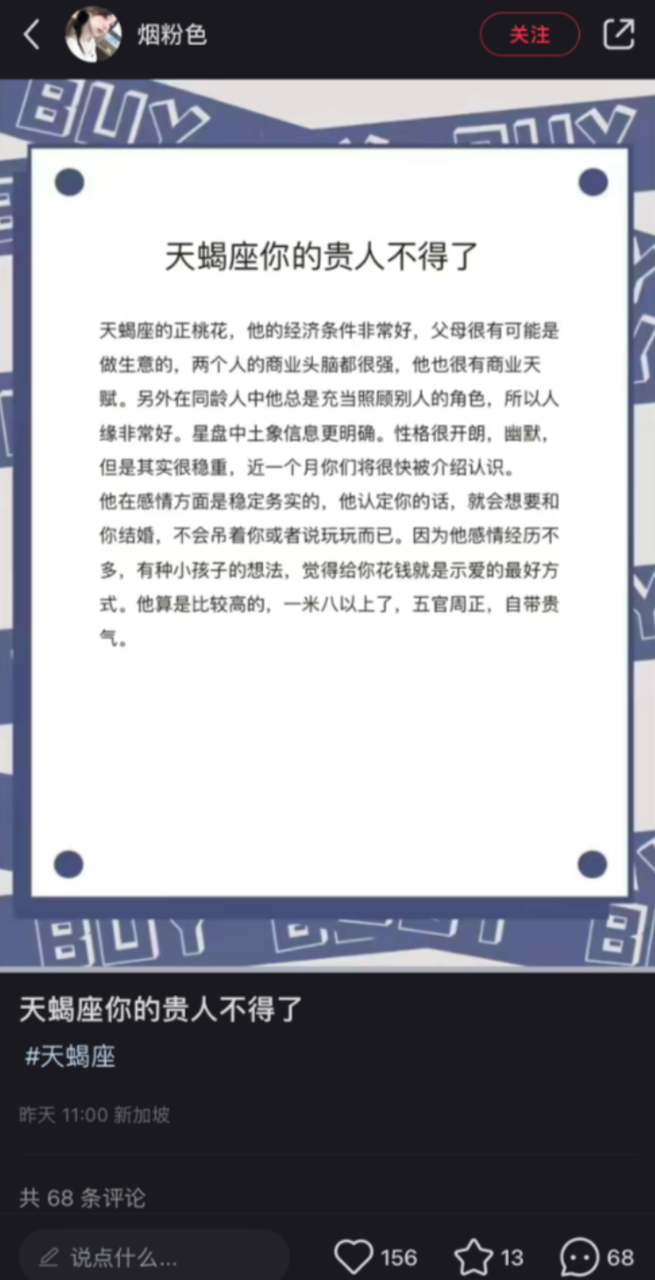 烟粉色
关注
BUY
BUY
天蝎座你的贵人不得了
天蝎座的正桃花，他的经济条件非常好，父母很有可能是
做生意的，两个人的商业头脑都很强，他也很有商业天
赋。另外在同龄人中他总是充当照顾别人的角色，所以人
缘非常好。星盘中土象信息更明确。性格很开朗，幽默，
但是其实很稳重，近一个月你们将很快被介绍认识。
他在感情方面是稳定务实的，他认定你的话，就会想要和
你结婚，不会吊着你或者说玩玩而已。因为他感情经历不
多，有种小孩子的想法，觉得给你花钱就是示爱的最好方
式。他算是比较高的，一米八以上了，五官周正，自带贵
气。
BUY
天蝎座你的贵人不得了
#天蝎座
昨天 11:00 新加坡
共 68 条评论
说点什么... 156 13 68